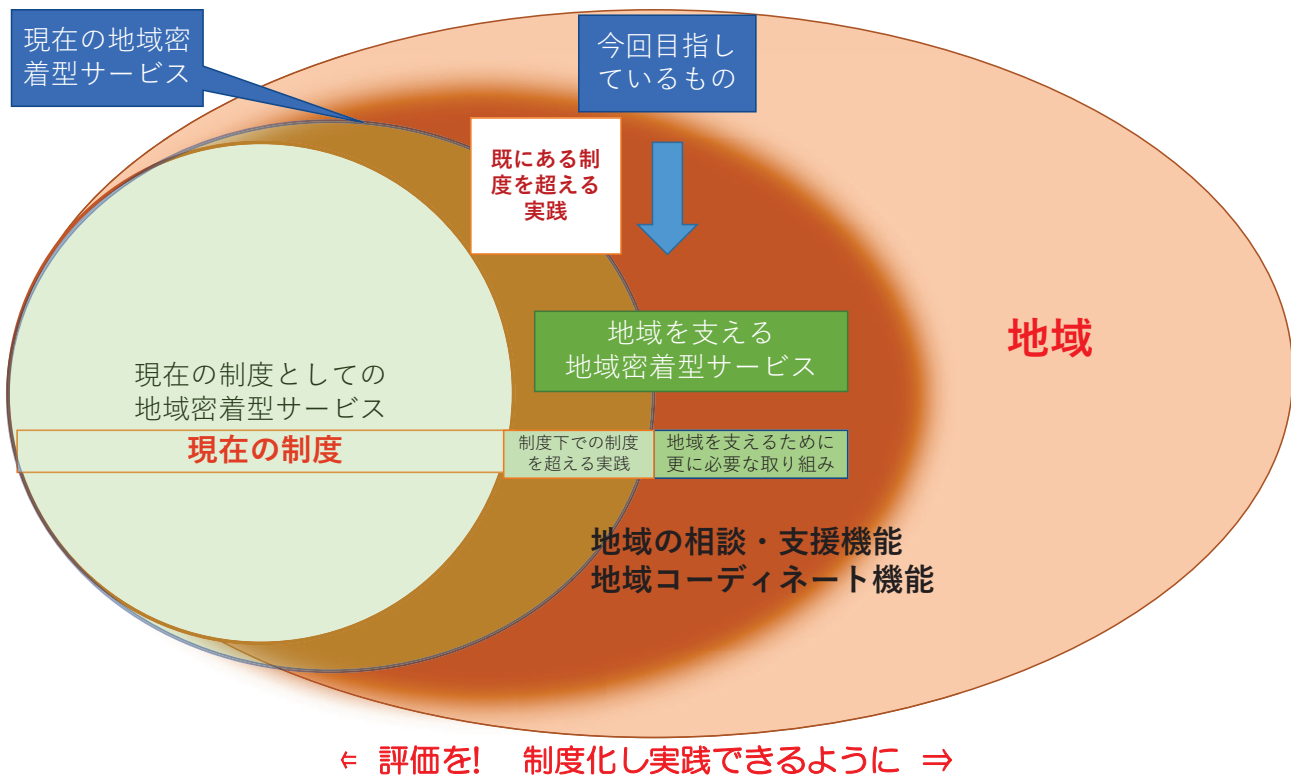 現在の地域密
着型サービス
今回目指し
ているもの
既にある制
度を超える
実践
地域を支える
地域密着型サービス
地域
現在の制度としての
地域密着型サービス
現在の制度
制度下での制度
を超える実践
地域を支えるために
更に必要な取り組み
地域の相談・支援機能
地域コーディネート機能
⇐ 評価を! 制度化し実践できるように ⇒